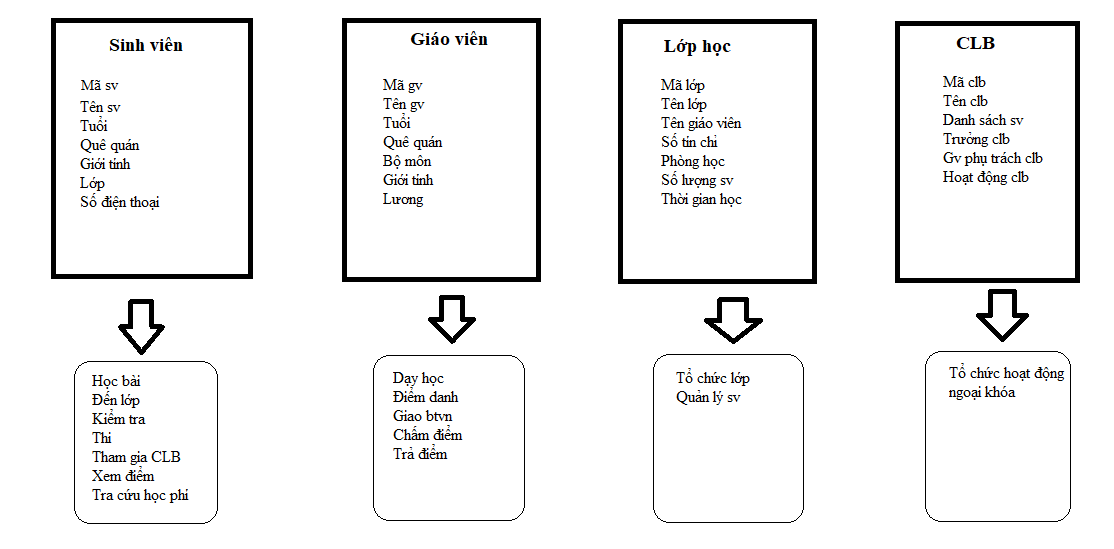 Sinh viên
Mã sv
Tên sv
Tuổi
Quê quán
Giới tính
Lớp
Số điện thoại
Giáo viên
Mã gv
Tên gv
Tuổi
Quê quán
Bộ môn
Giới tính
Lương
Lớp học
Mã lớp
Tên lớp
Tên giáo viên
Số tín chỉ
Phòng học
Số lượng sv
Thời gian học
CLB
Mã clb
Tên clb
Danh sách sv
Trưởng clb
Gv phụ trách clb
Hoạt động clb
Học bài
Đến lớp
Kiểm tra
Thi
Tham gia CLB
Xem điểm
Tra cứu học phí
Dạy học
Điểm danh
Giao btvn
Chấm điểm
Trả điểm
Tổ chức lớp
Quản lý sv
Tổ chức hoạt động
ngoại khóa